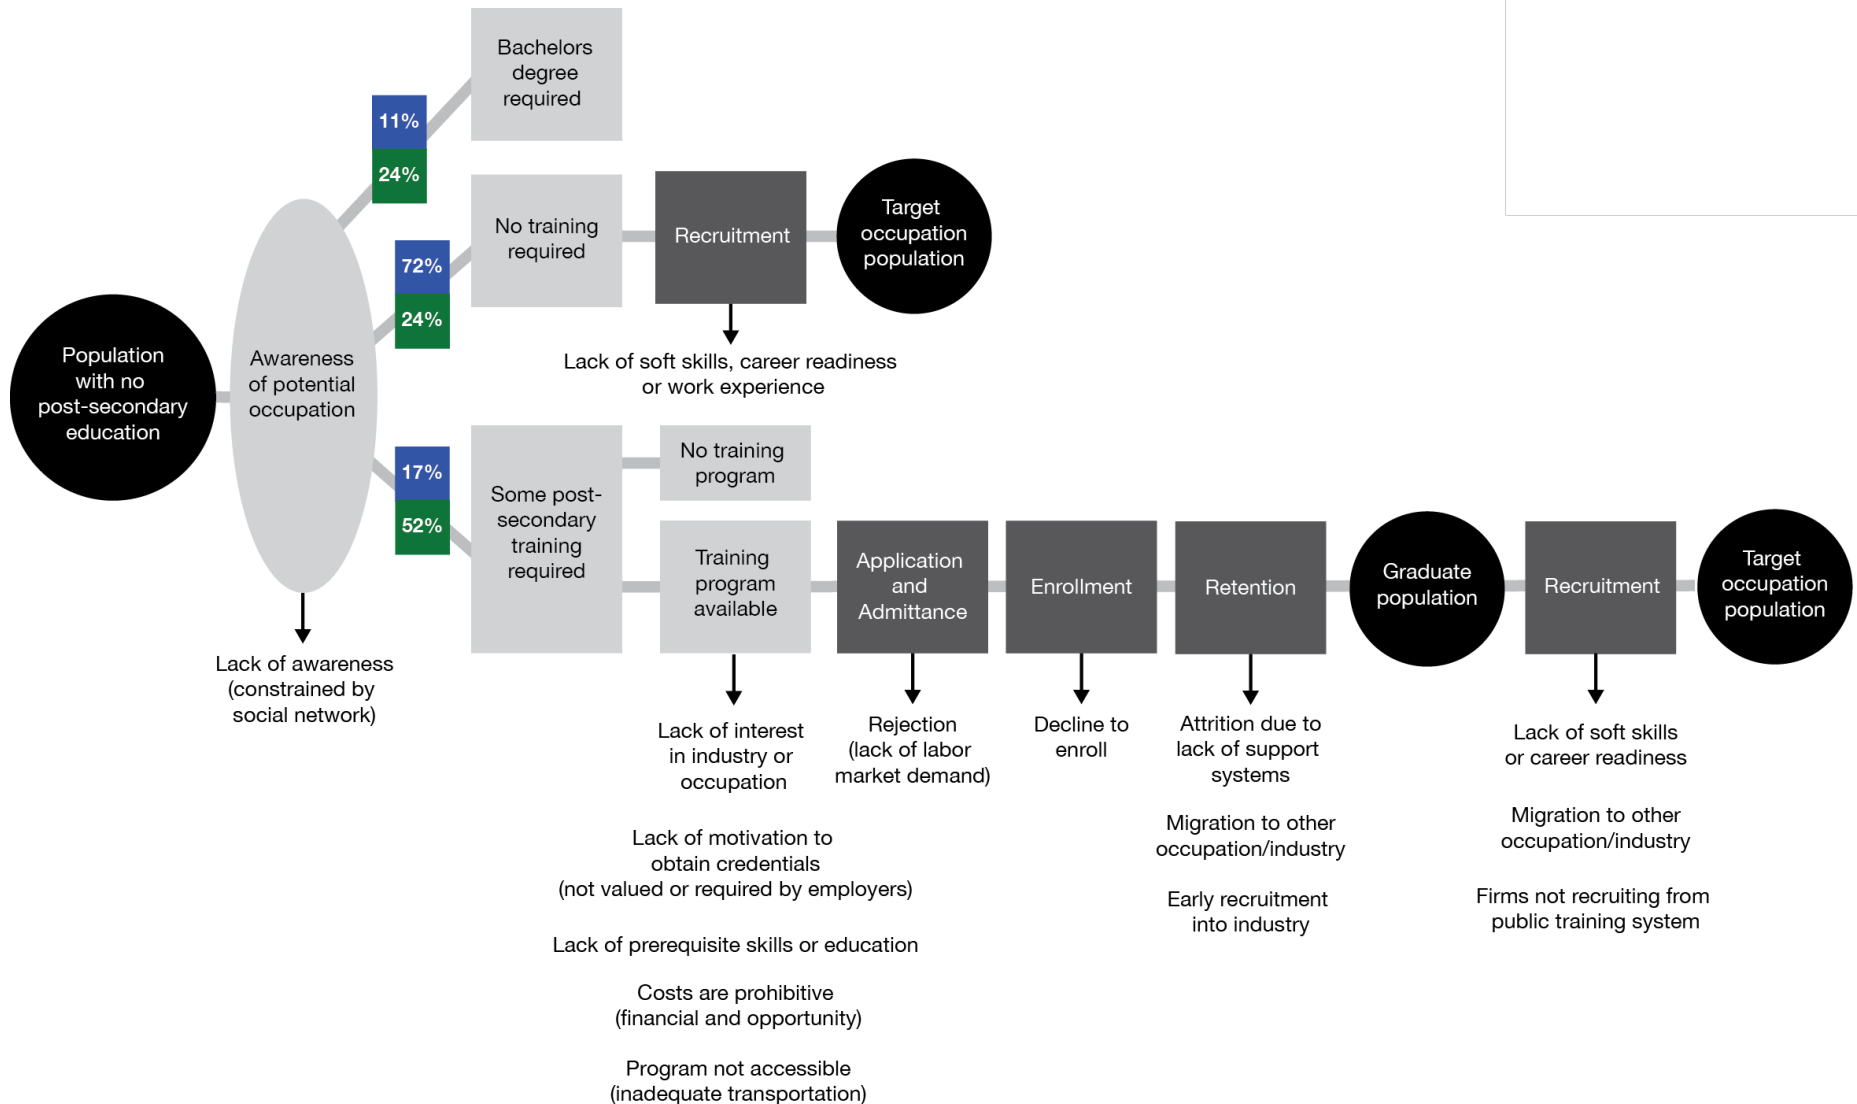 Bachelors
degree
required
11%
24%
No training
required
Recruitment
Target
occupation
population
72%
24%
Lack of soft skills, career readiness
or work experience
Population
with no
post-secondary
education
Awareness
of potential
occupation
Lack of awareness
(constrained by
social network)
17%
52%
Some post-
secondary
training
required
No training
program
Training
program
available
Application
and
Admittance
Enrollment
Retention
Graduate
population
Recruitment
Target
occupation
population
Lack of interest
in industry or
occupation
Lack of motivation to
obtain credentials
(not valued or required by employers)
Lack of prerequisite skills or education
Costs are prohibitive
(financial and opportunity)
Program not accessible
(inadequate transportation)
Rejection
(lack of labor
market demand)
Decline to
enroll
Attrition due to
lack of support
systems
Migration to other
occupation/industry
Early recruitment
into industry
Lack of soft skills
or career readiness
Migration to other
occupation/industry
Firms not recruiting from
public training system